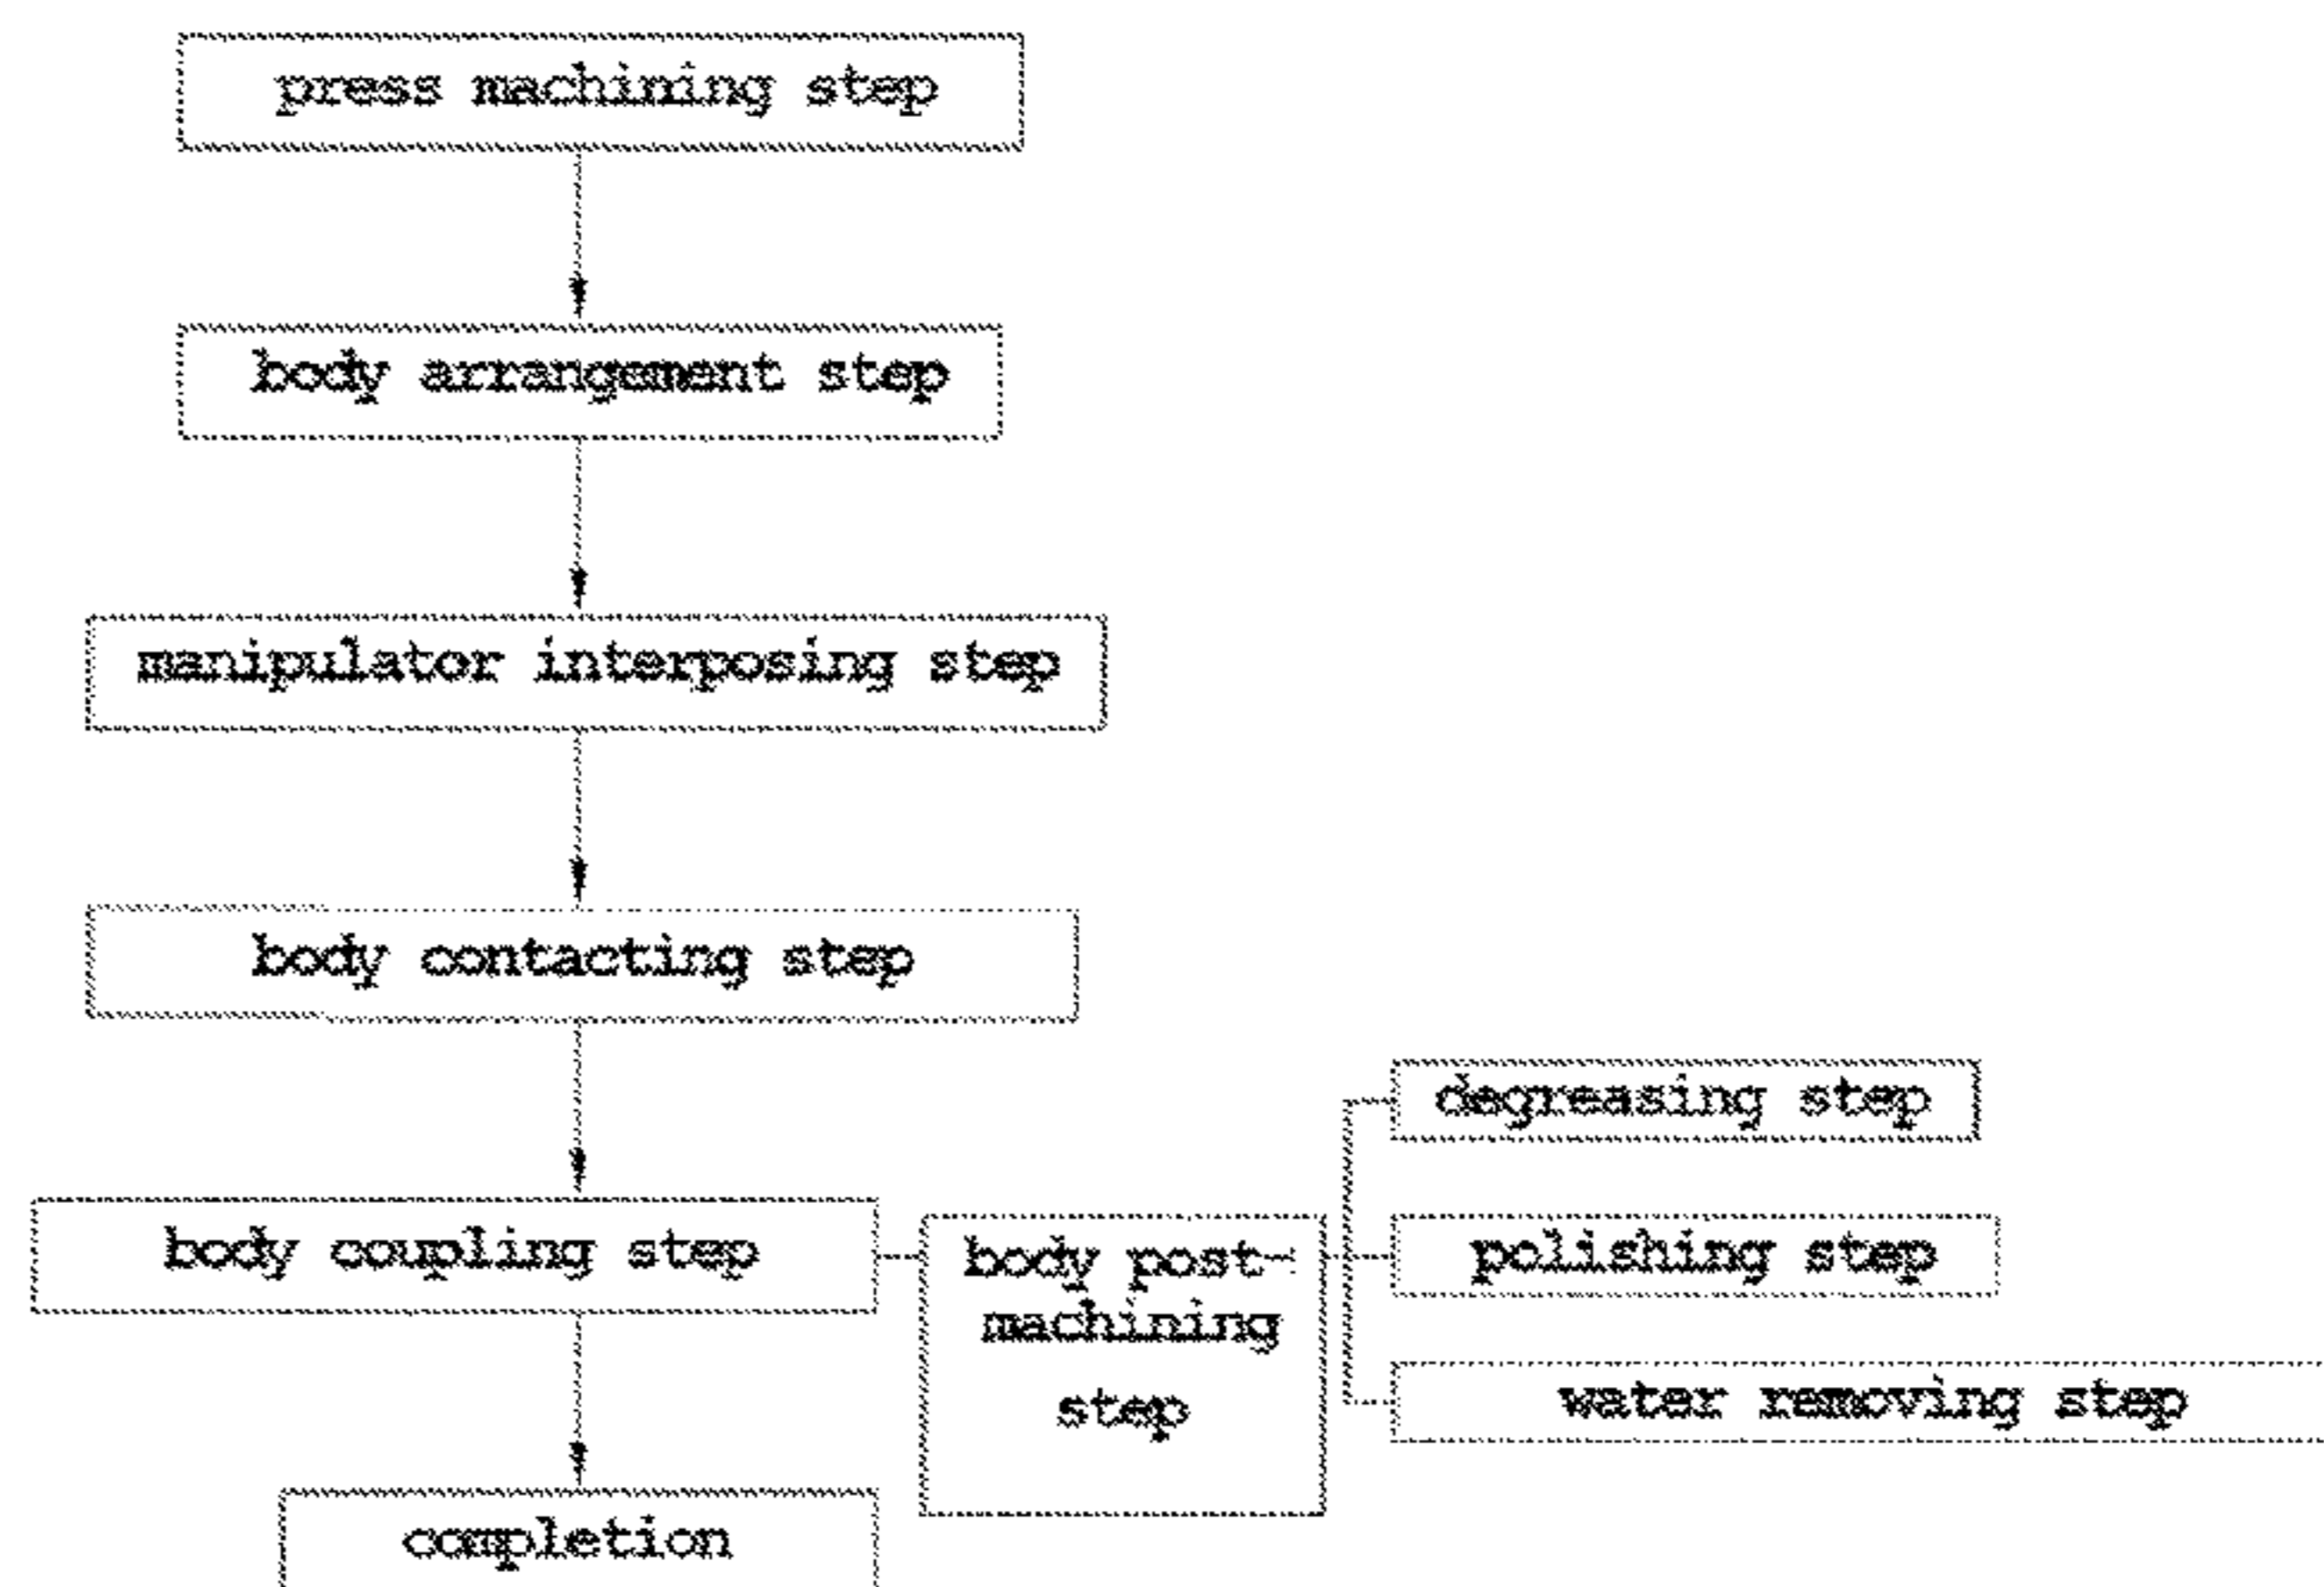 press machining step
body arrangement step
manipulator interposing step
body contacting step
body coupling step
body post-
machining
step
degreasing step
polishing step
water removing step
completion